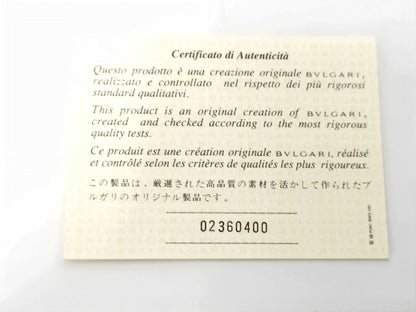 Certificato di Autenticità
Questo prodotto è una creazione originale BVLGARI,
realizzato e controllato nel rispetto dei più rigorosi
standard qualitativi.
This product is an original creation of BVLGARI,
created and checked according to the most rigorous
quality tests.
Ce produit est une création originale BVLGARI, réalisé
et contrôlé selon les critères de qualités les plus rigoureux.
この製品は、厳選された高品質の素材を活かして作られたブ
ルガリのオリジナル製品です。
02360400